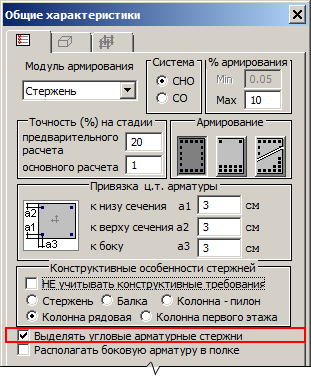 Общие характеристики
Модуль армирования
Стержень
Система
СНО
СО
% армирования
Min 0.05
Max 10
Точность (%) на стадии
предварительного расчета 20
основного расчета 1
Армирование
Привязка ц.т. арматуры
a2
a1
a3
к низу сечения a1 3 см
к верху сечения a2 3 см
к боку a3 3 см
Конструктивные особенности стержней
НЕ учитывать конструктивные требования
Стержень Балка Колонна - пилон
Колонна рядовая Колонна первого этажа
Выделять угловые арматурные стержни
Располагать боковую арматуру в полке